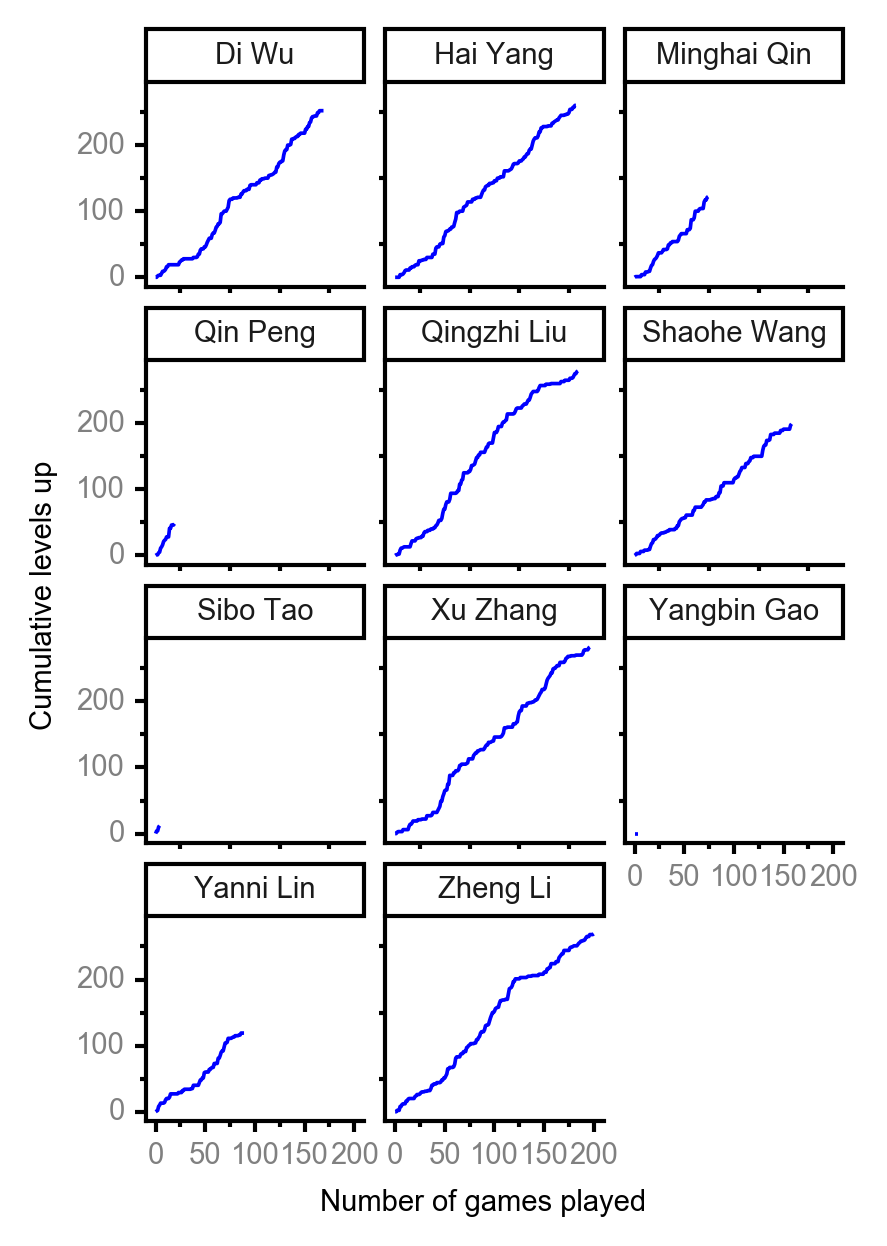 Di Wu
Hai Yang
Minghai Qin
200
100
0
Qin Peng
Qingzhi Liu
Shaohe Wang
200
100
0
Cumulative levels up
Sibo Tao
Xu Zhang
Yangbin Gao
200
100
0
0 50 100 150 200
Yanni Lin
Zheng Li
200
100
0
0 50 100 150 200
0 50 100 150 200
Number of games played